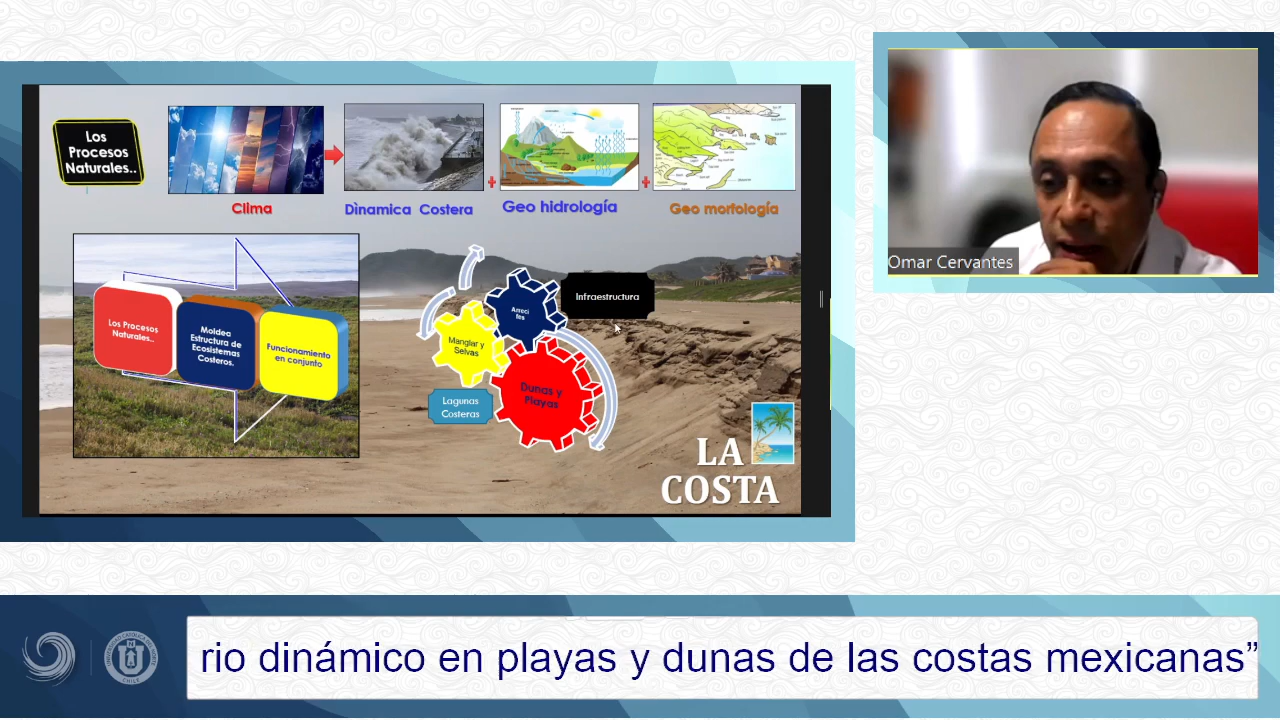 Los
Procesos
Naturales..
Clima
Dìnamica Costera
Geo hidrología
Geo morfología
Los Procesos
Naturales..
Moldea
Estructura de
Ecosistemas
Costeros.
Funcionamiento
en conjunto
Arreci
fes
Infraestructura
Manglar y
Selvas
Dunas y
Playas
Lagunas
Costeras
LA
COSTA
Omar Cervantes
rio dinámico en playas y dunas de las costas mexicanas”